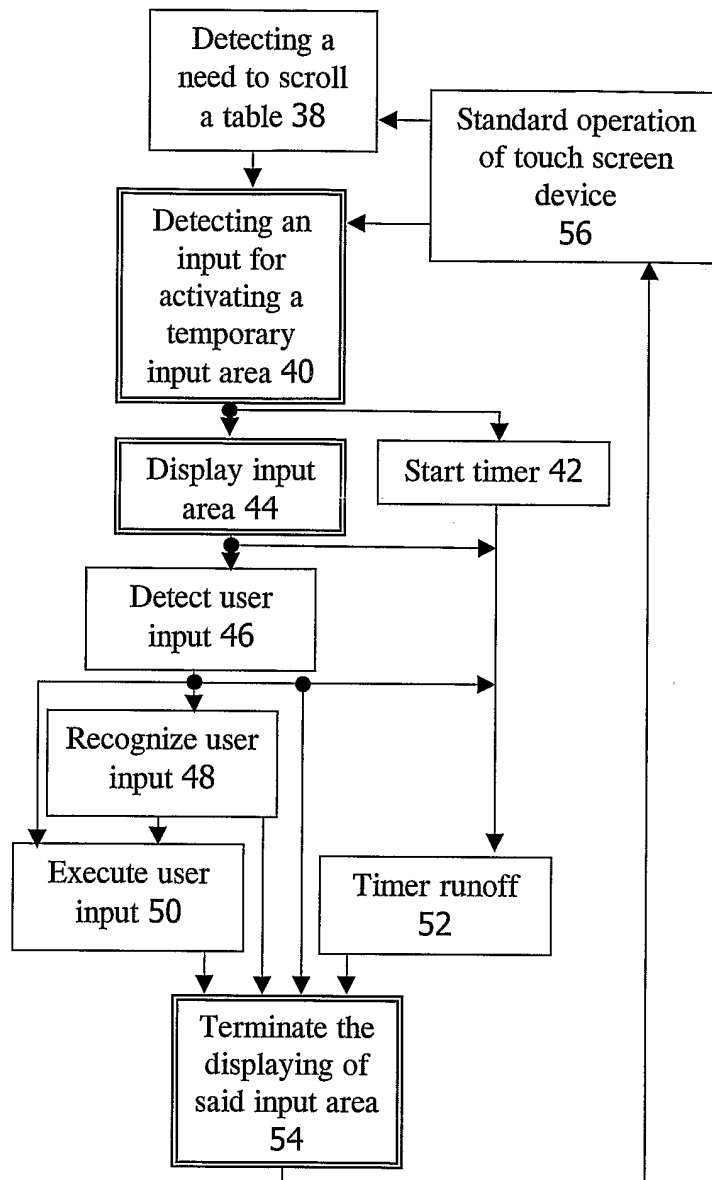 Detecting a
need to scroll
a table 38
Standard operation
of touch screen
device
56
Detecting an
input for
activating a
temporary
input area 40
Display input
area 44
Start timer 42
Detect user
input 46
Recognize user
input 48
Execute user
input 50
Timer runoff
52
Terminate the
displaying of
said input area
54